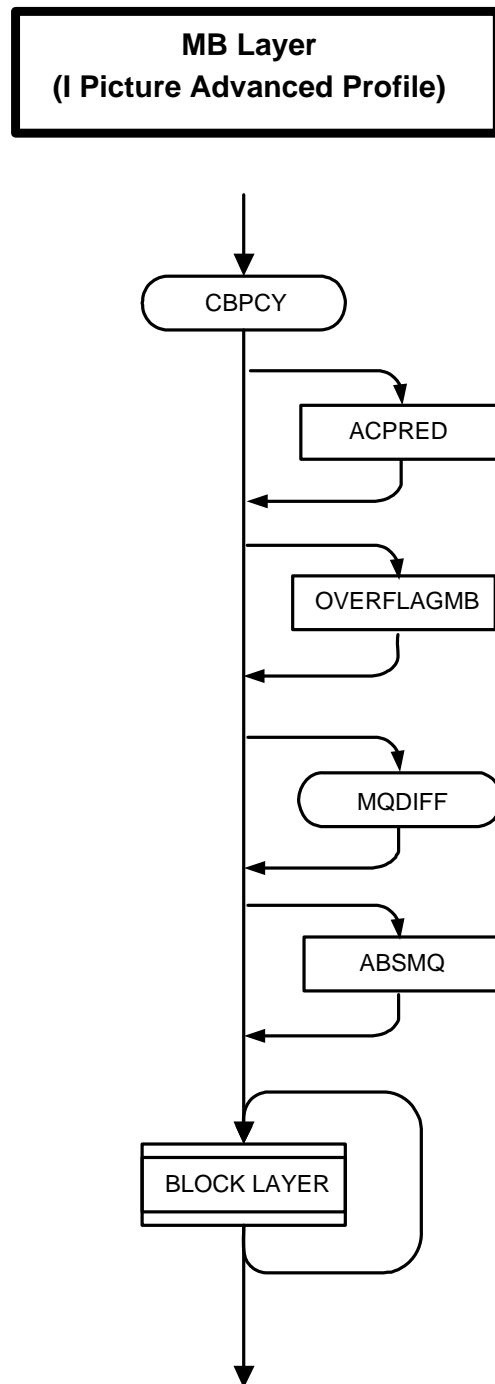 MB Layer
(I Picture Advanced Profile)
CBPCY
ACPRED
OVERFLAGMB
MQDIFF
ABSMQ
BLOCK LAYER